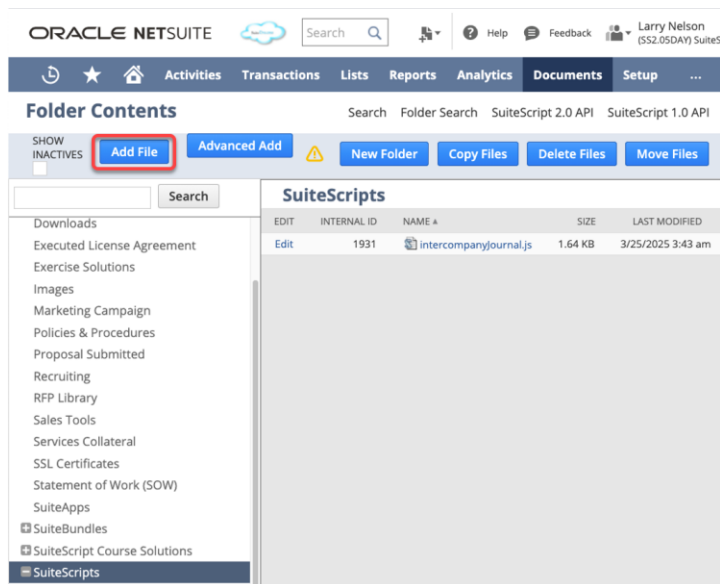 ORACLE NETSUITE
Search
Help
Feedback
Larry Nelson
(SS2.05DAY) SuiteS
Activities
Transactions
Lists
Reports
Analytics
Documents
Setup
...
Folder Contents
Search
Folder Search
SuiteScript 2.0 API
SuiteScript 1.0 API
SHOW
INACTIVES
Add File
Advanced Add
New Folder
Copy Files
Delete Files
Move Files
Search
Downloads
Executed License Agreement
Exercise Solutions
Images
Marketing Campaign
Policies & Procedures
Proposal Submitted
Recruiting
RFP Library
Sales Tools
Services Collateral
SSL Certificates
Statement of Work (SOW)
SuiteApps
SuiteBundles
SuiteScript Course Solutions
SuiteScripts
SuiteScripts
EDIT
INTERNAL ID
NAME
SIZE
LAST MODIFIED
Edit
1931
intercompanyJournal.js
1.64 KB
3/25/2025 3:43 am